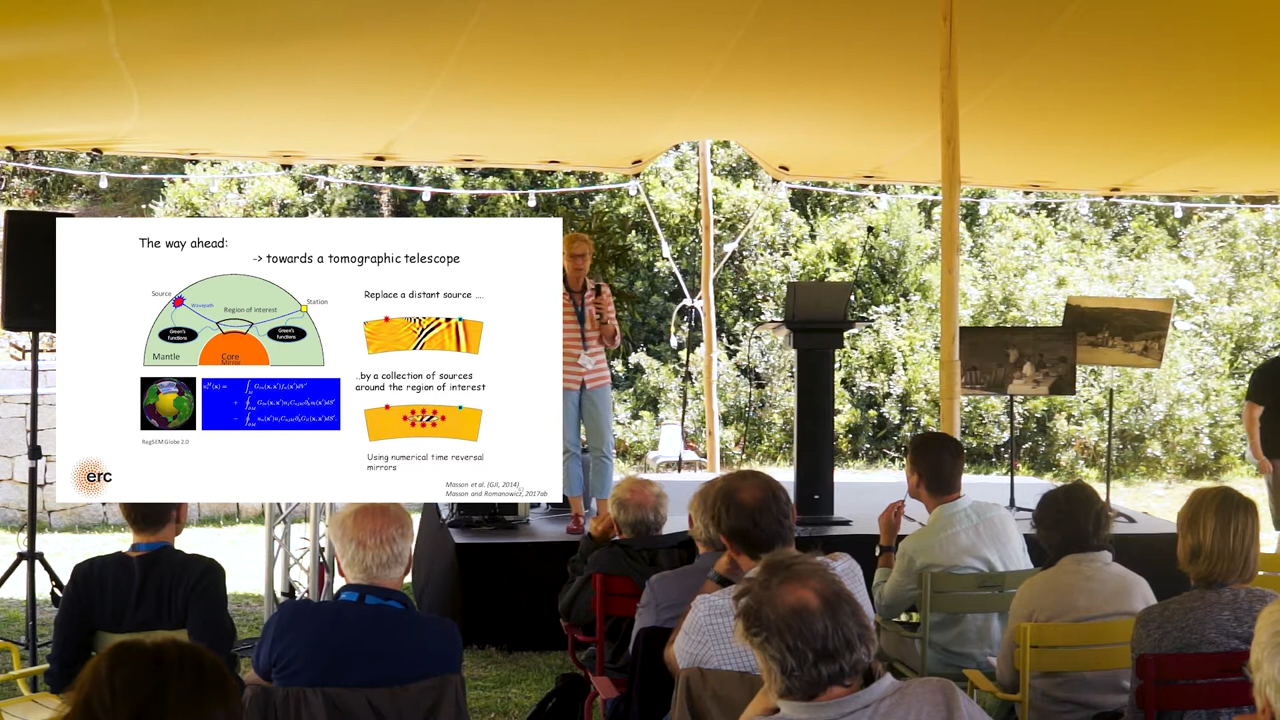 The way ahead:
-> towards a tomographic telescope
Source
Wavepath
Region of interest
Station
Green's
functions
Green's
functions
Mantle
Core
Mirror
Replace a distant source ....
..by a collection of sources
around the region of interest
RegSEM Globe 2.0
Using numerical time reversal
mirrors
erc
Masson et al. (GJI, 2014)
Masson and Romanowicz, 2017ab